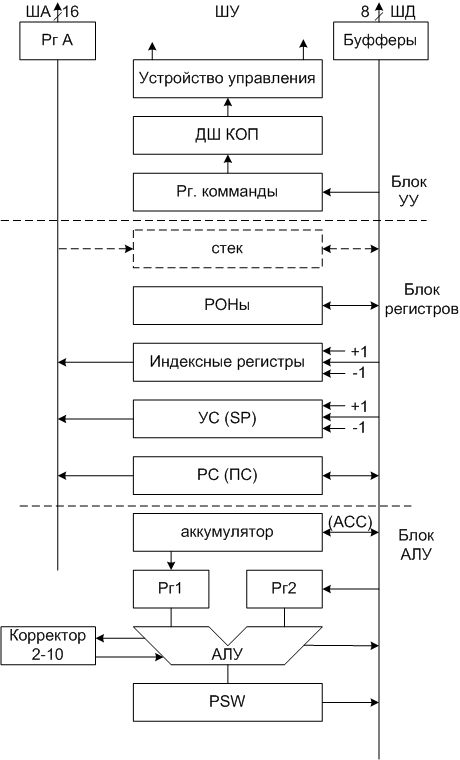 ША 16 ШУ 8 ШД
Рг А
Буфферы
Устройство управления
ДШ КОП
Рг. комманды
Блок
УУ
стек
РОНы
Блок
регистров
Индексные регистры
+1
-1
УС (SP)
+1
-1
РС (ПС)
аккумулятор
(АСС)
Блок
АЛУ
Рг1
Рг2
Корректор
2-10
АЛУ
PSW